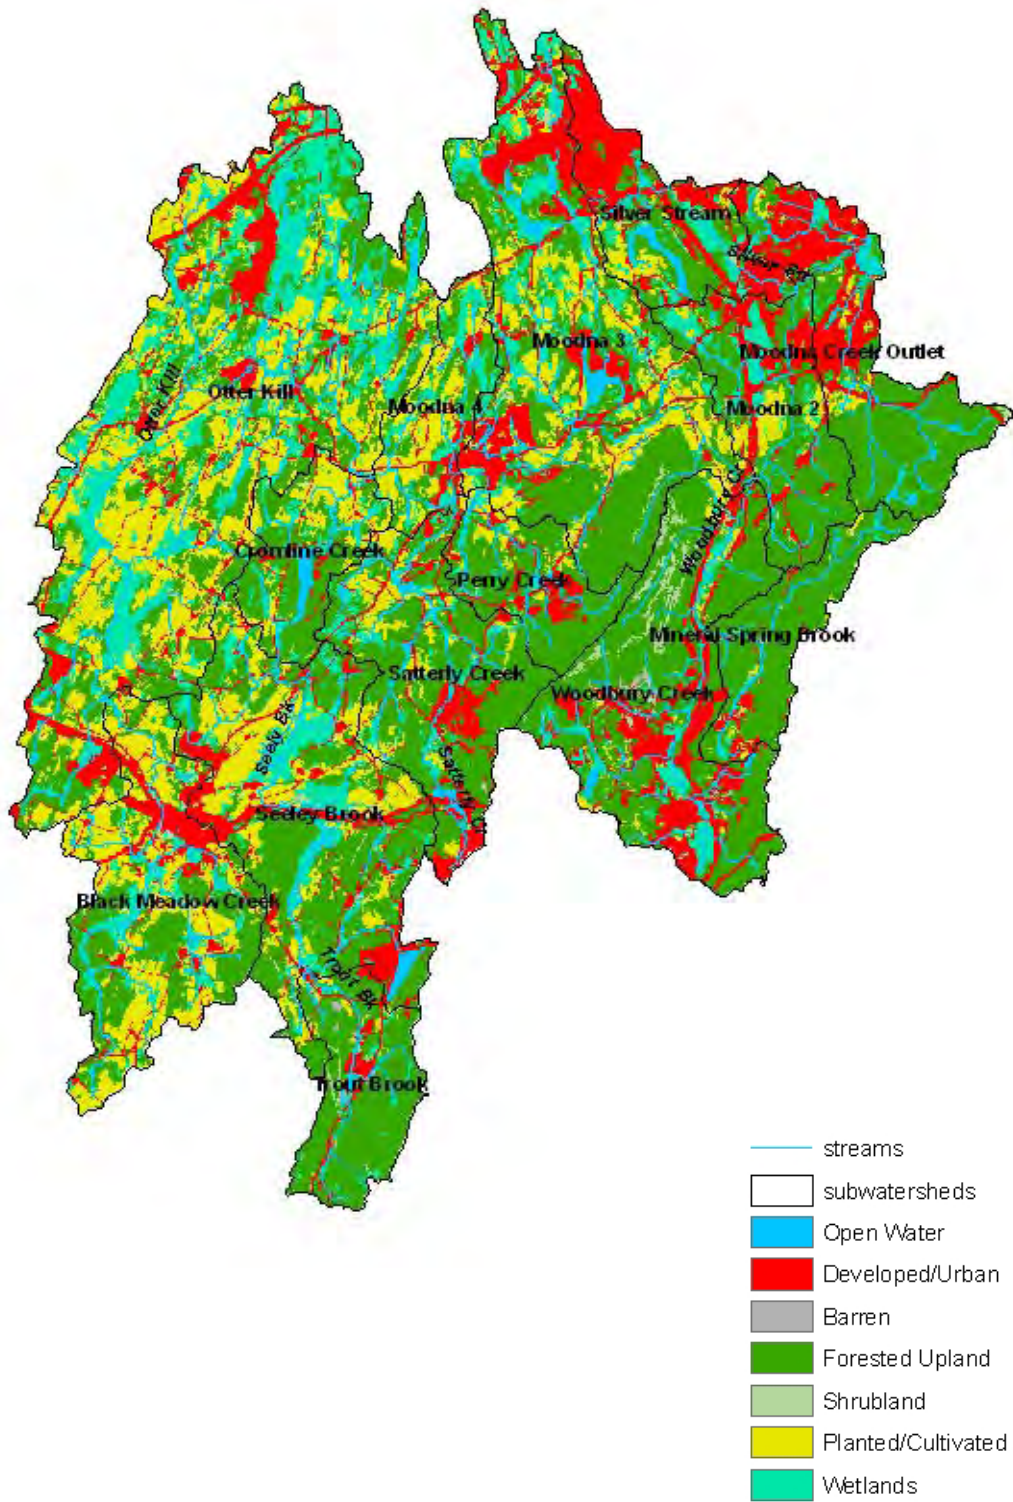 Silver Stream
Silver Str
Moodna 3
Moodna Creek Outlet
Otter Kill
Otter Kill
Moodna 4
Moodna 2
Woodbury Cr
Cromline Creek
Perry Creek
Mineral Spring Brook
Satterly Creek
Woodbury Creek
Seely Bk
Satterly Cr
Seeley Brook
Black Meadow Creek
Trout Bk
Trout Brook
streams
subwatersheds
Open Water
Developed/Urban
Barren
Forested Upland
Shrubland
Planted/Cultivated
Wetlands